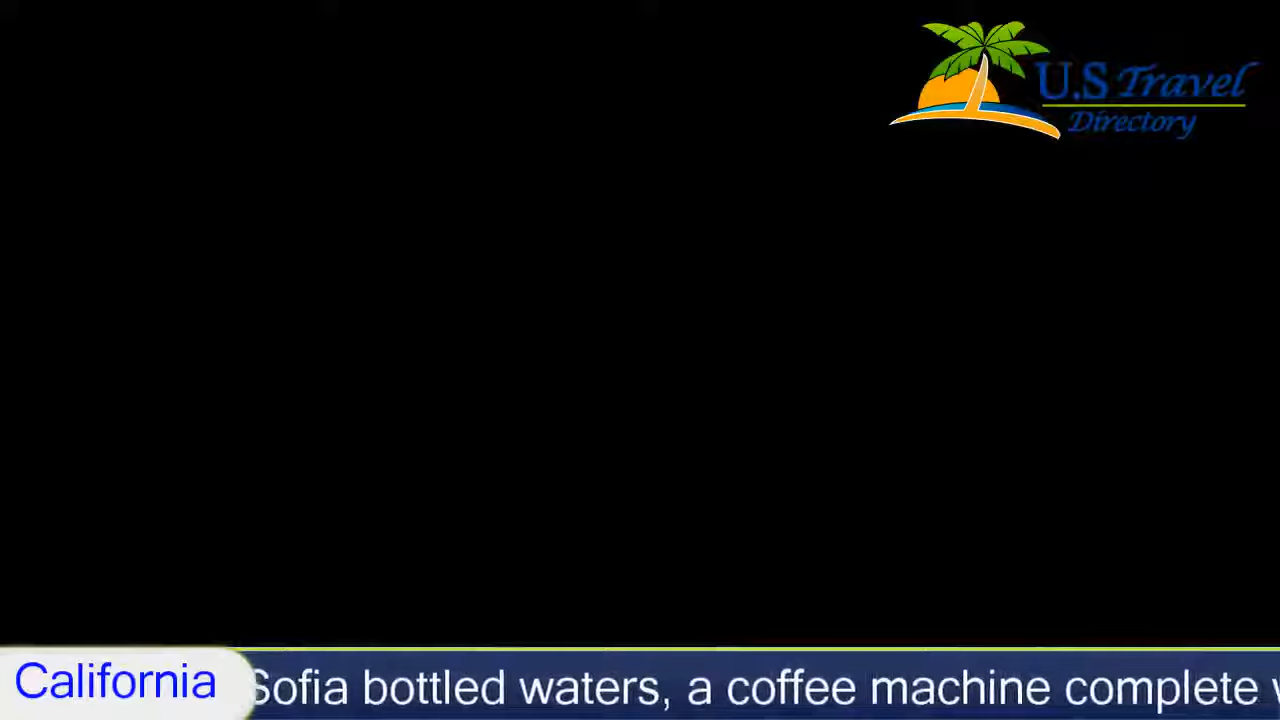 U.S Travel
Directory
California
Sofia bottled waters, a coffee machine complete